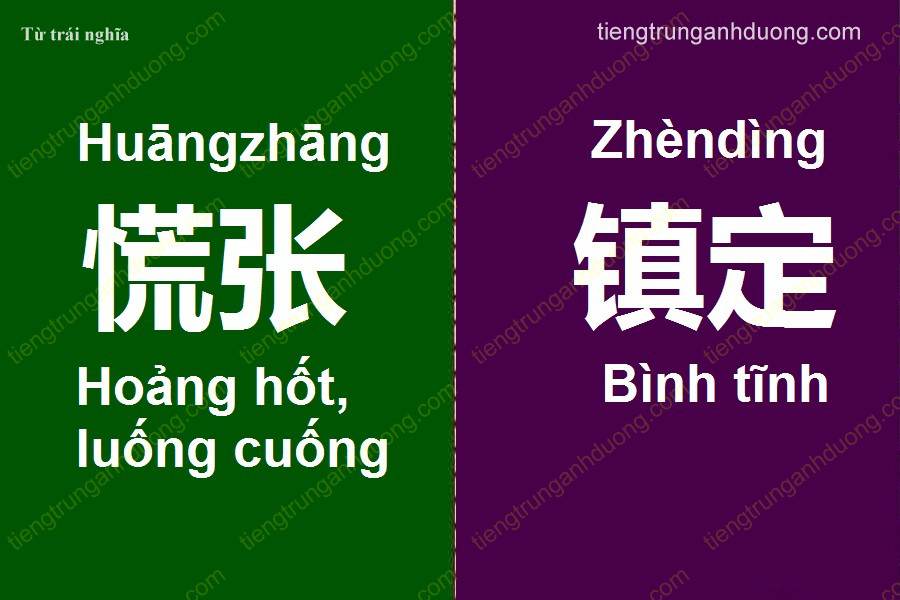 Từ trái nghĩa
Huāngzhāng
慌张
Hoảng hốt,
luống cuống
tiengtrunganhduong.com
Zhèndìng
镇定
Bình tĩnh